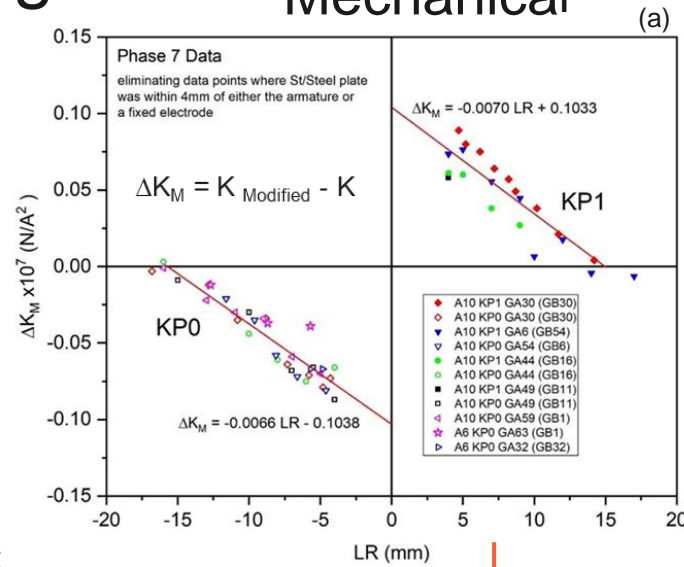 Mechanical
(a)
Phase 7 Data
eliminating data points where St/Steel plate
was within 4mm of either the armature or
a fixed electrode
ΔK_M = -0.0070 LR + 0.1033
ΔK_M = K_Modified - K
KP1
KP0
ΔK_M = -0.0066 LR - 0.1038
A10 KP1 GA30 (GB30)
A10 KP0 GA30 (GB30)
A10 KP1 GA6 (GB54)
A10 KP0 GA54 (GB6)
A10 KP1 GA44 (GB16)
A10 KP0 GA44 (GB16)
A10 KP1 GA49 (GB11)
A10 KP0 GA49 (GB11)
A10 KP0 GA59 (GB1)
A6 KP0 GA63 (GB1)
A6 KP0 GA32 (GB32)
ΔK_M x10^7 (N/A^2)
0.15
0.10
0.05
0.00
-0.05
-0.10
-0.15
-20 -15 -10 -5 0 5 10 15 20
LR (mm)